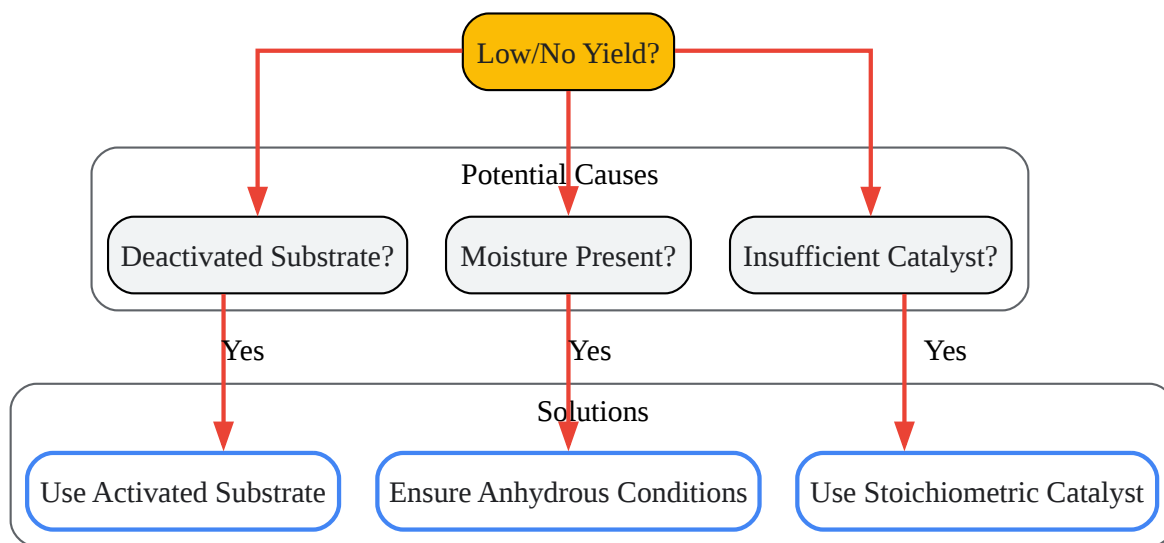 Low/No Yield?
Potential Causes
Deactivated Substrate?
Moisture Present?
Insufficient Catalyst?
Yes
Yes
Yes
Solutions
Use Activated Substrate
Ensure Anhydrous Conditions
Use Stoichiometric Catalyst